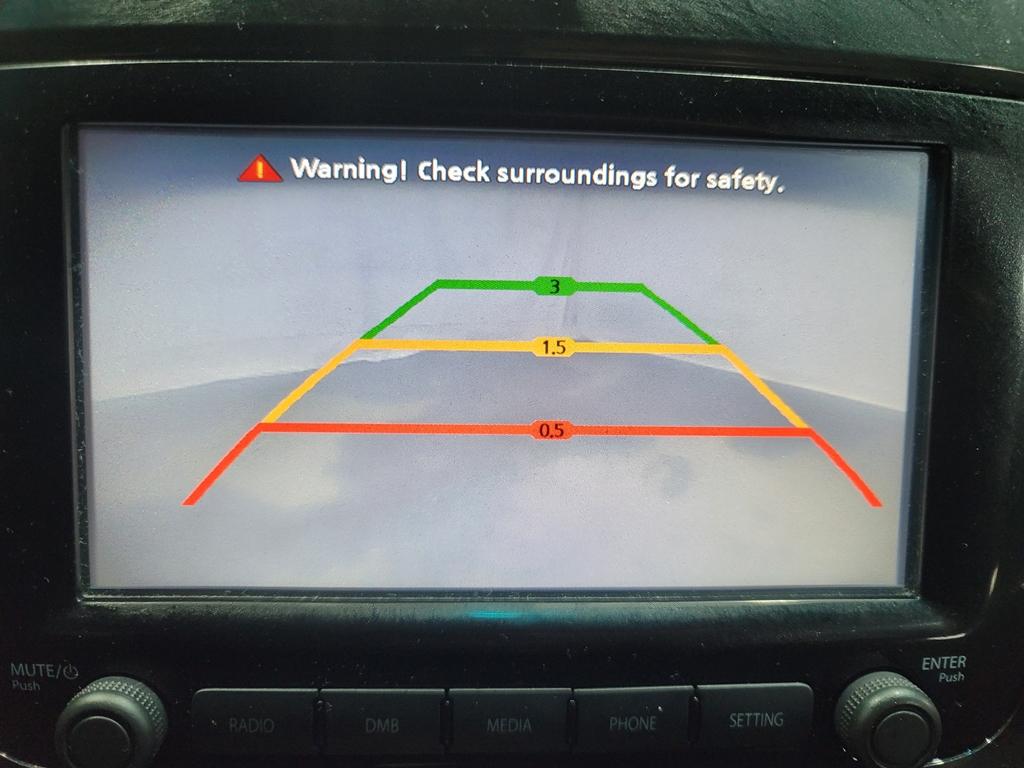 Warning! Check surroundings for safety.
3
1.5
0.5
MUTE/
Push
ENTER
Push
RADIO
DMB
MEDIA
PHONE
SETTING